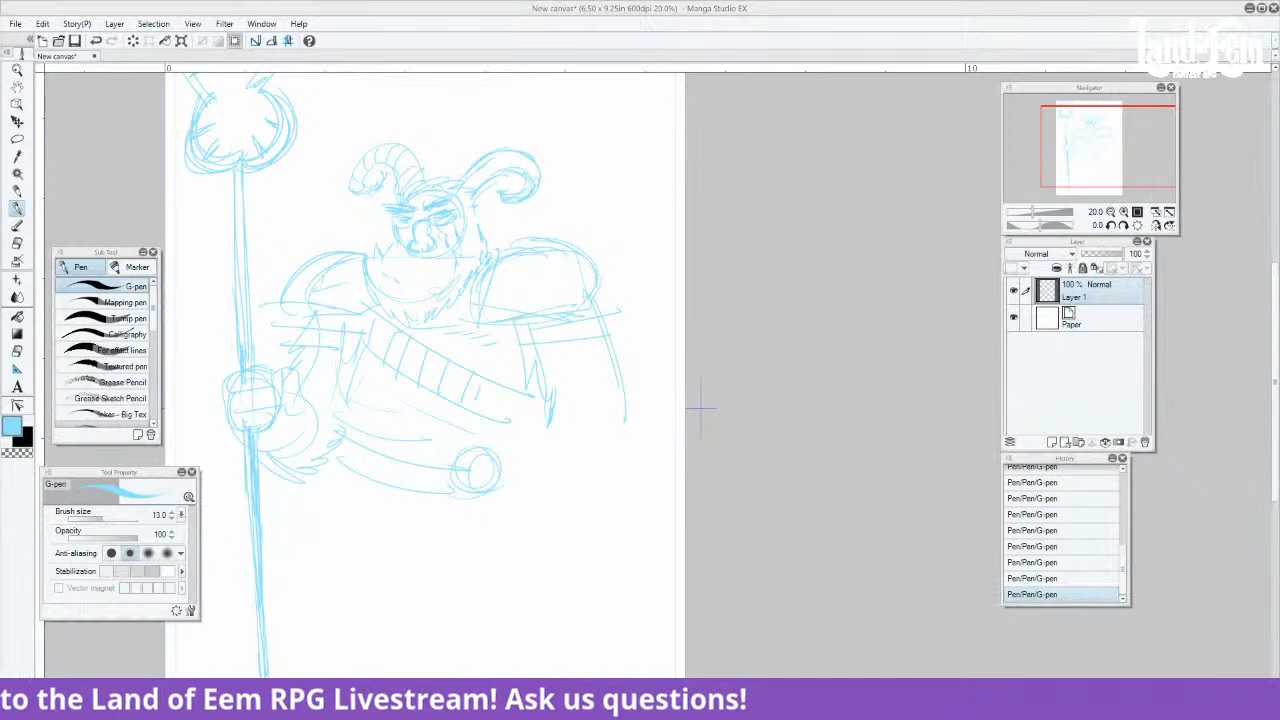 New canvas* (6.50 x 9.25in 600dpi 20.0%) - Manga Studio EX
File Edit Story(P) Layer Selection View Filter Window Help
New canvas*
0 10
Land of Eem
Navigator
20.0
0.0
Sub Tool
Pen Marker
G-pen
Mapping pen
Turnip pen
Calligraphy
For effect lines
Textured pen
Grease Pencil
Grease Sketch Pencil
Inker - Big Tex
Tool Property
G-pen
Brush size 13.0
Opacity 100
Anti-aliasing
Stabilization
Vector magnet
Layer
Normal 100
100 % Normal
Layer 1
Paper
History
Pen/Pen/G-pen
Pen/Pen/G-pen
Pen/Pen/G-pen
Pen/Pen/G-pen
Pen/Pen/G-pen
Pen/Pen/G-pen
Pen/Pen/G-pen
Pen/Pen/G-pen
Pen/Pen/G-pen
A
to the Land of Eem RPG Livestream! Ask us questions!